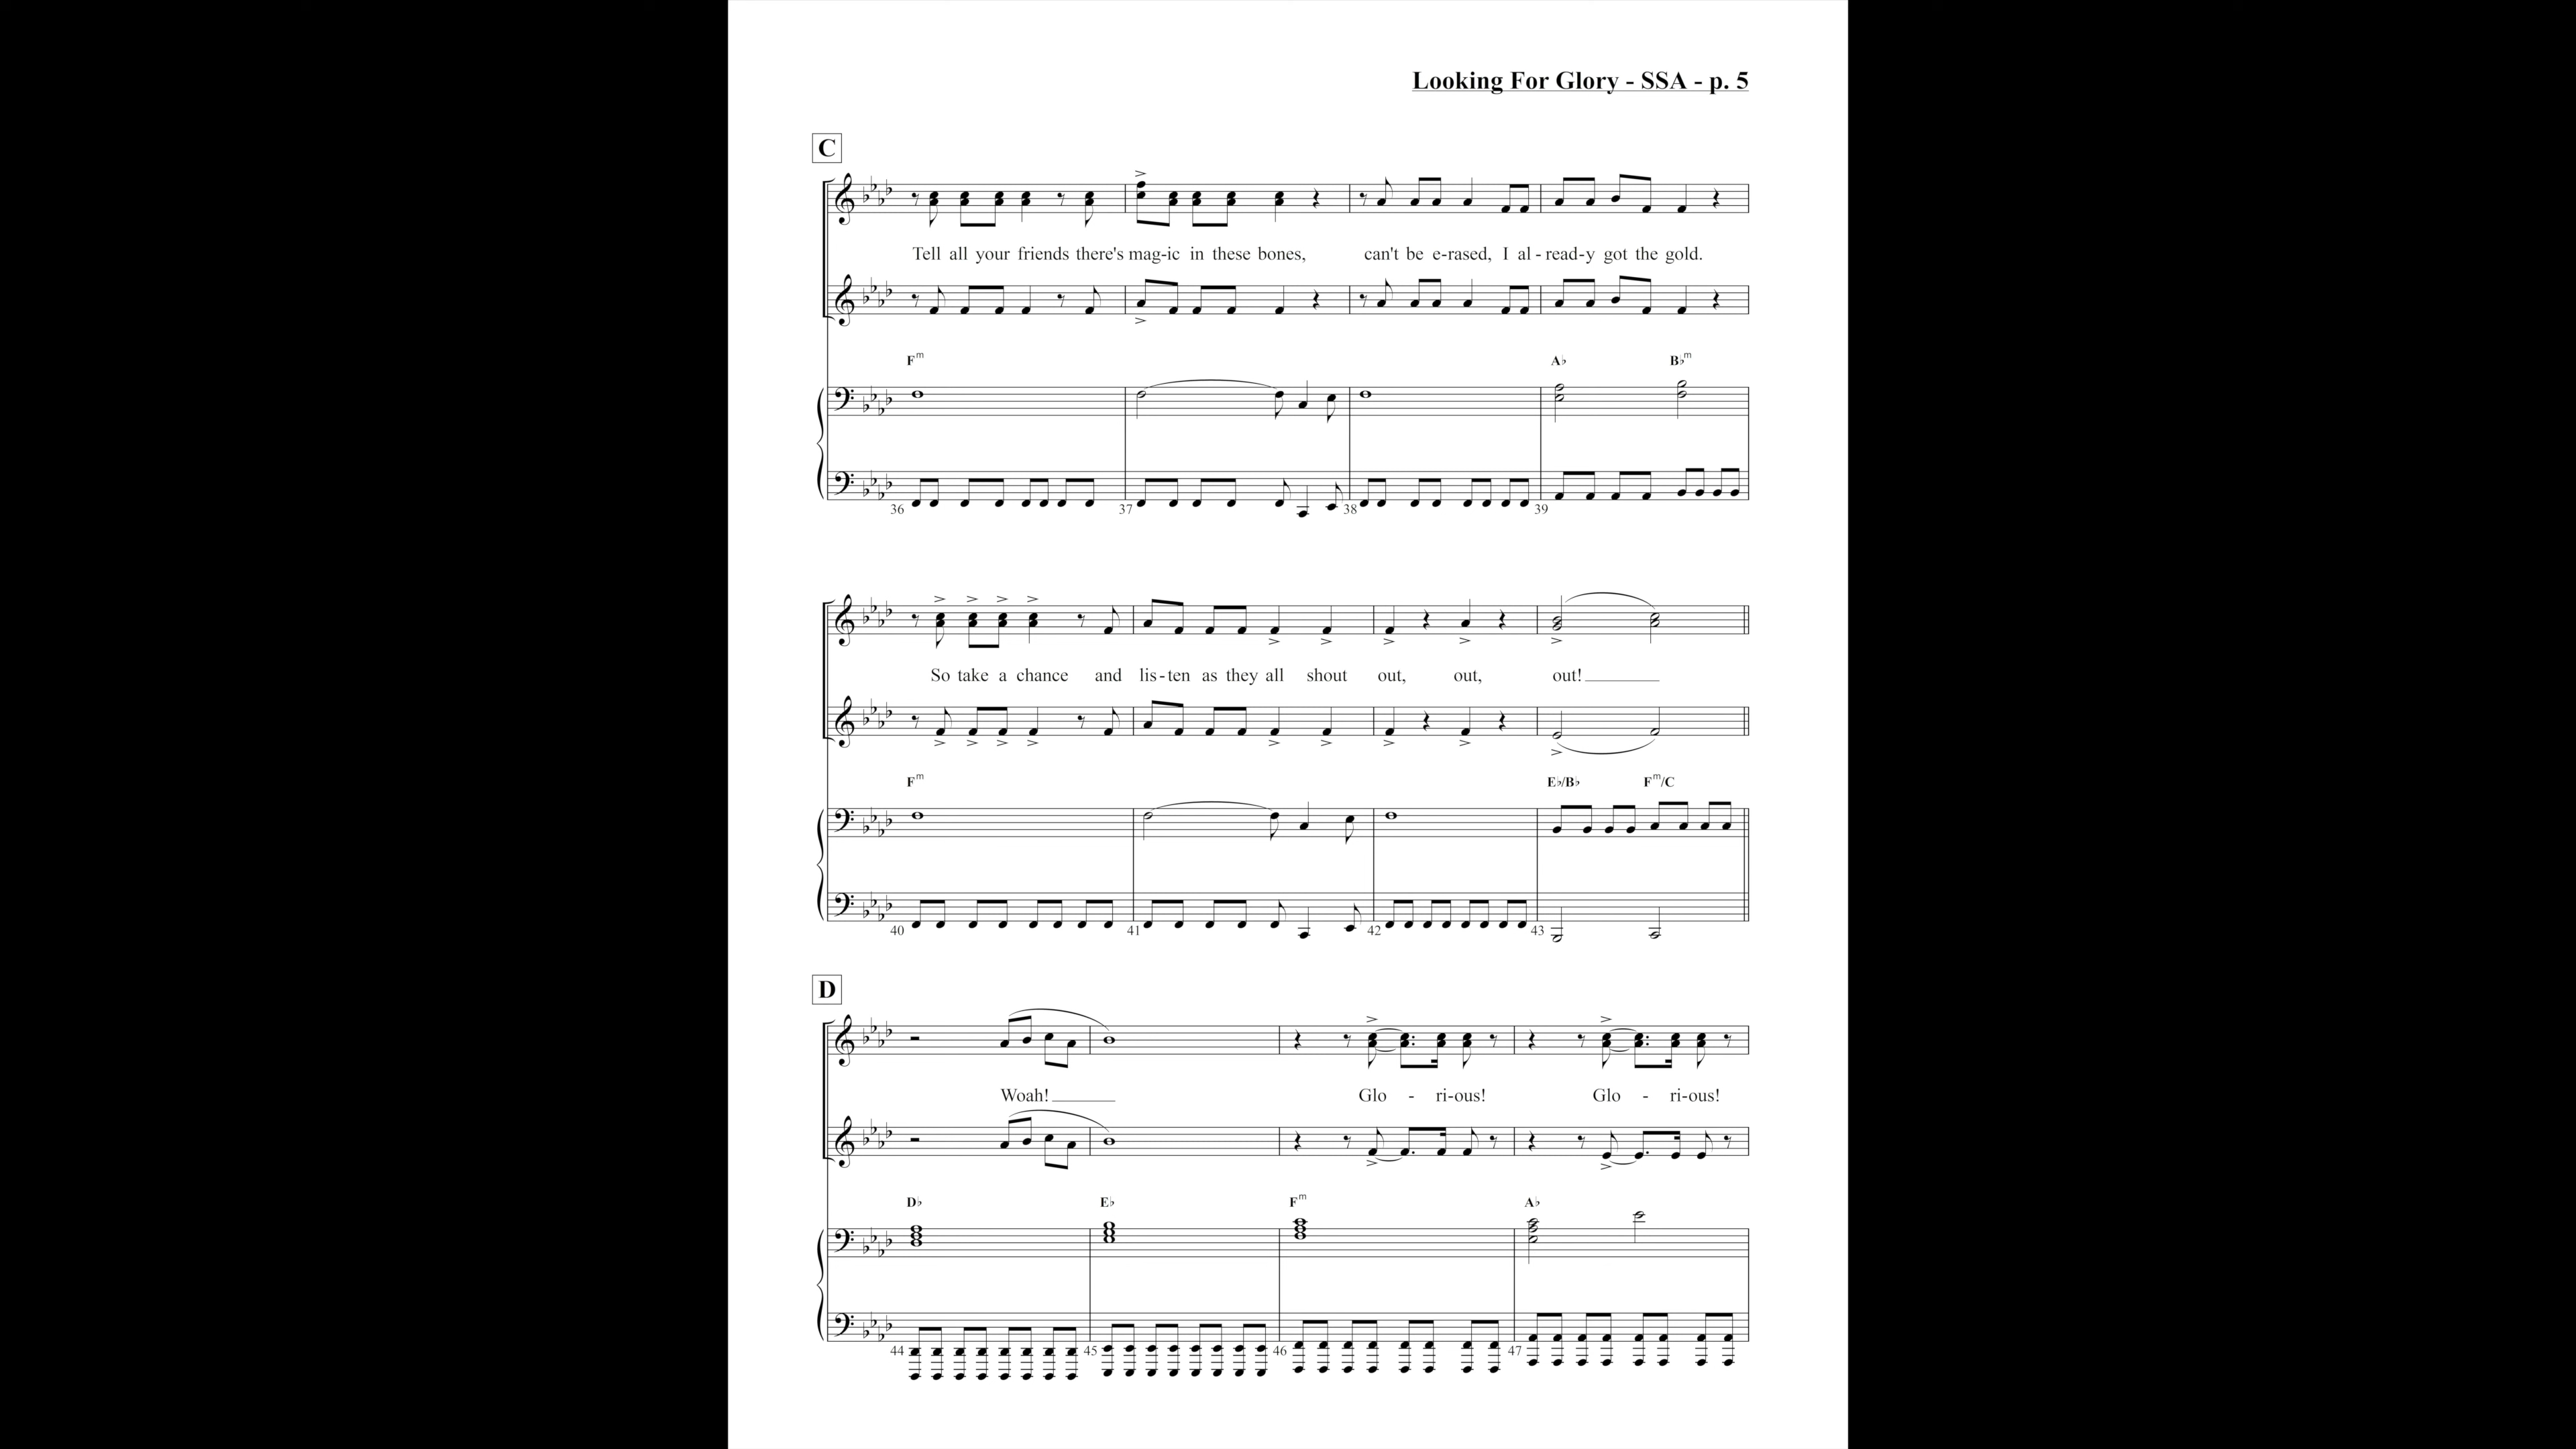 Looking For Glory - SSA - p. 5
C
Tell all your friends there's mag-ic in these bones, can't be e-rased, I al-read-y got the gold.
Fm A♭ B♭m
36 37 38 39
So take a chance and lis-ten as they all shout out, out, out!
Fm E♭/B♭ Fm/C
40 41 42 43
D
Woah! Glo - ri-ous! Glo - ri-ous!
D♭ E♭ Fm A♭
44 45 46 47